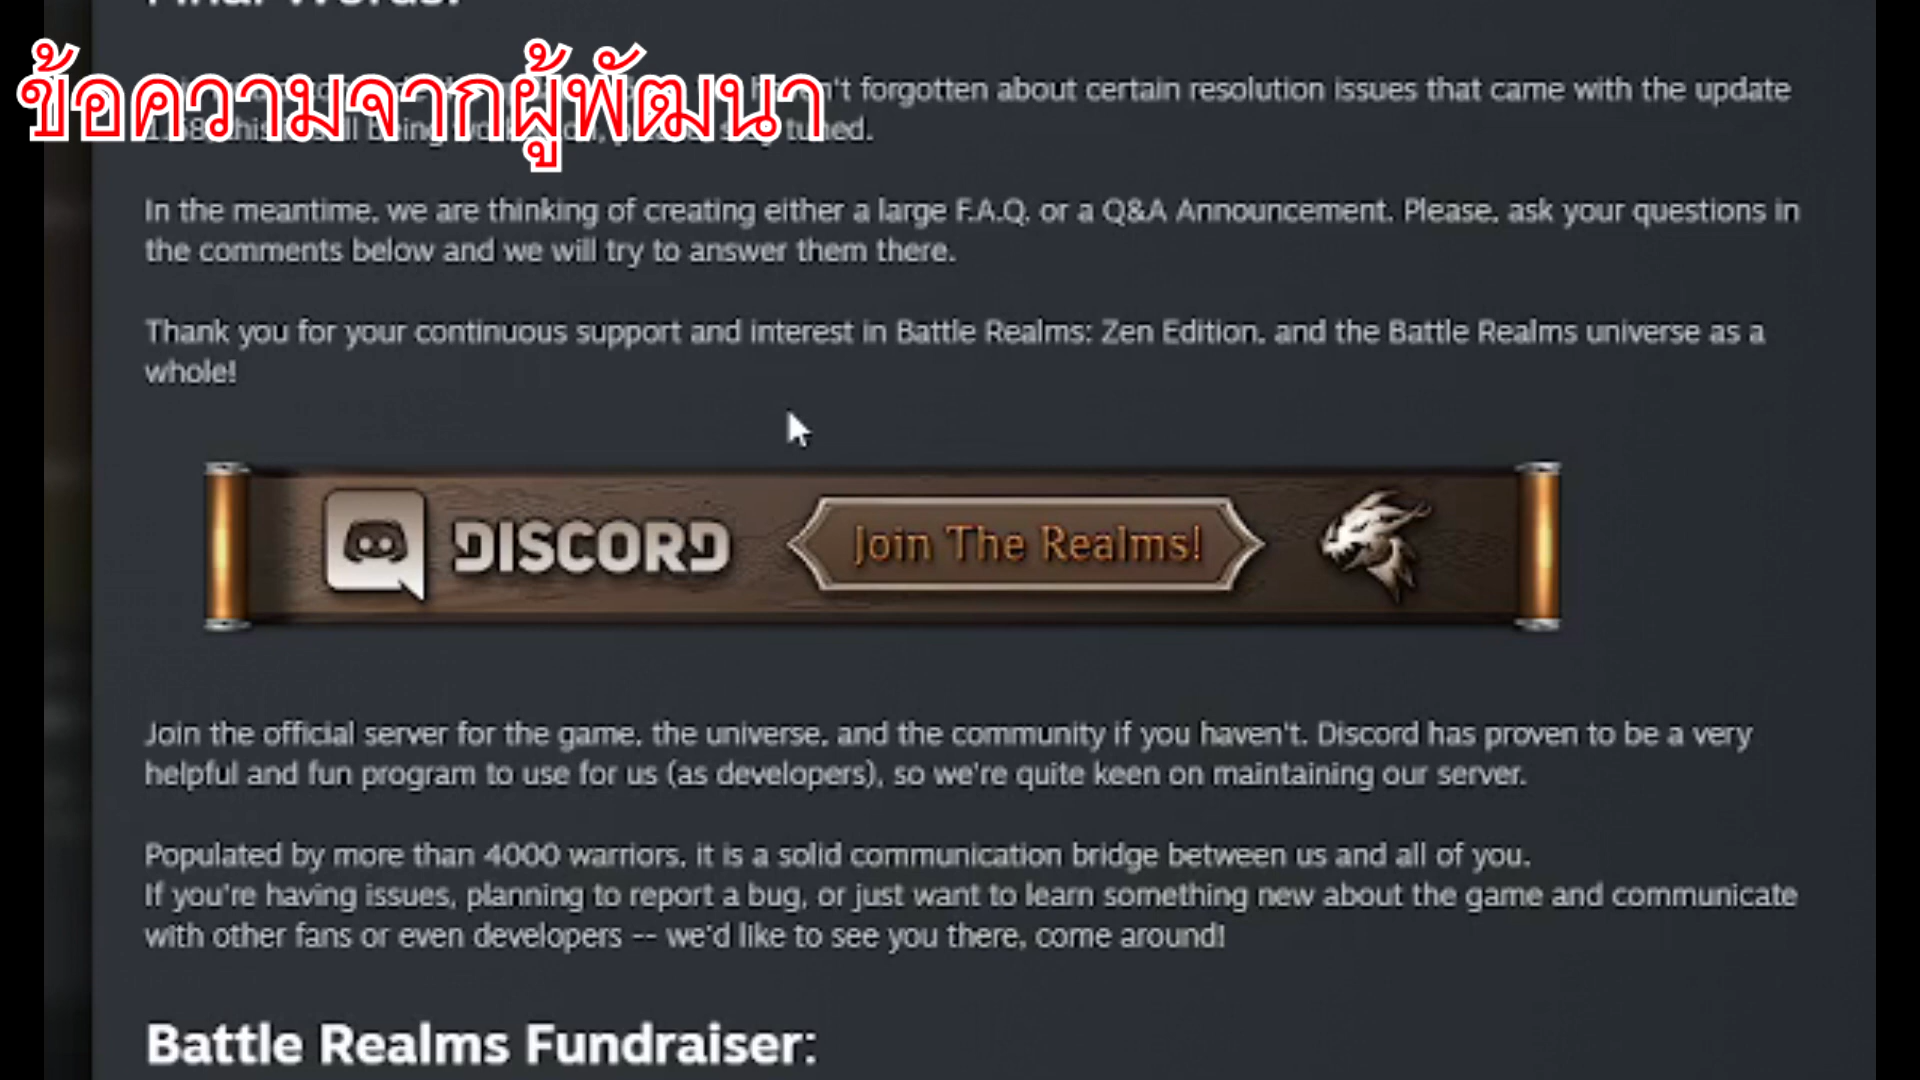 Final Words:
ข้อความจากผู้พัฒนา
forgotten about certain resolution issues that came with the update
tuned.
In the meantime, we are thinking of creating either a large F.A.Q. or a Q&A Announcement. Please, ask your questions in
the comments below and we will try to answer them there.
Thank you for your continuous support and interest in Battle Realms: Zen Edition, and the Battle Realms universe as a
whole!
DISCORD Join The Realms!
Join the official server for the game, the universe, and the community if you haven't. Discord has proven to be a very
helpful and fun program to use for us (as developers), so we're quite keen on maintaining our server.
Populated by more than 4000 warriors, it is a solid communication bridge between us and all of you.
If you're having issues, planning to report a bug, or just want to learn something new about the game and communicate
with other fans or even developers -- we'd like to see you there, come around!
Battle Realms Fundraiser: